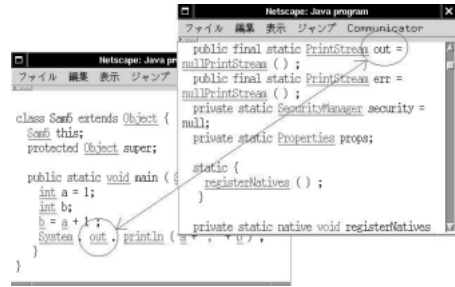 Netscape: Java pr
ファイル 編集 表示 ジャンプ
class Sam5 extends Object {
Sam5 this;
protected Object super;
public static void main (
int a = 1;
int b;
b = a + 1 ;
System . out . println (
}
}
Netscape: Java program
ファイル 編集 表示 ジャンプ Communicator
public final static PrintStream out =
nullPrintStream ( ) ;
public final static PrintStream err =
nullPrintStream ( ) ;
private static SecurityManager security =
null;
private static Properties props;
static {
registerNatives ( ) ;
}
private static native void registerNatives